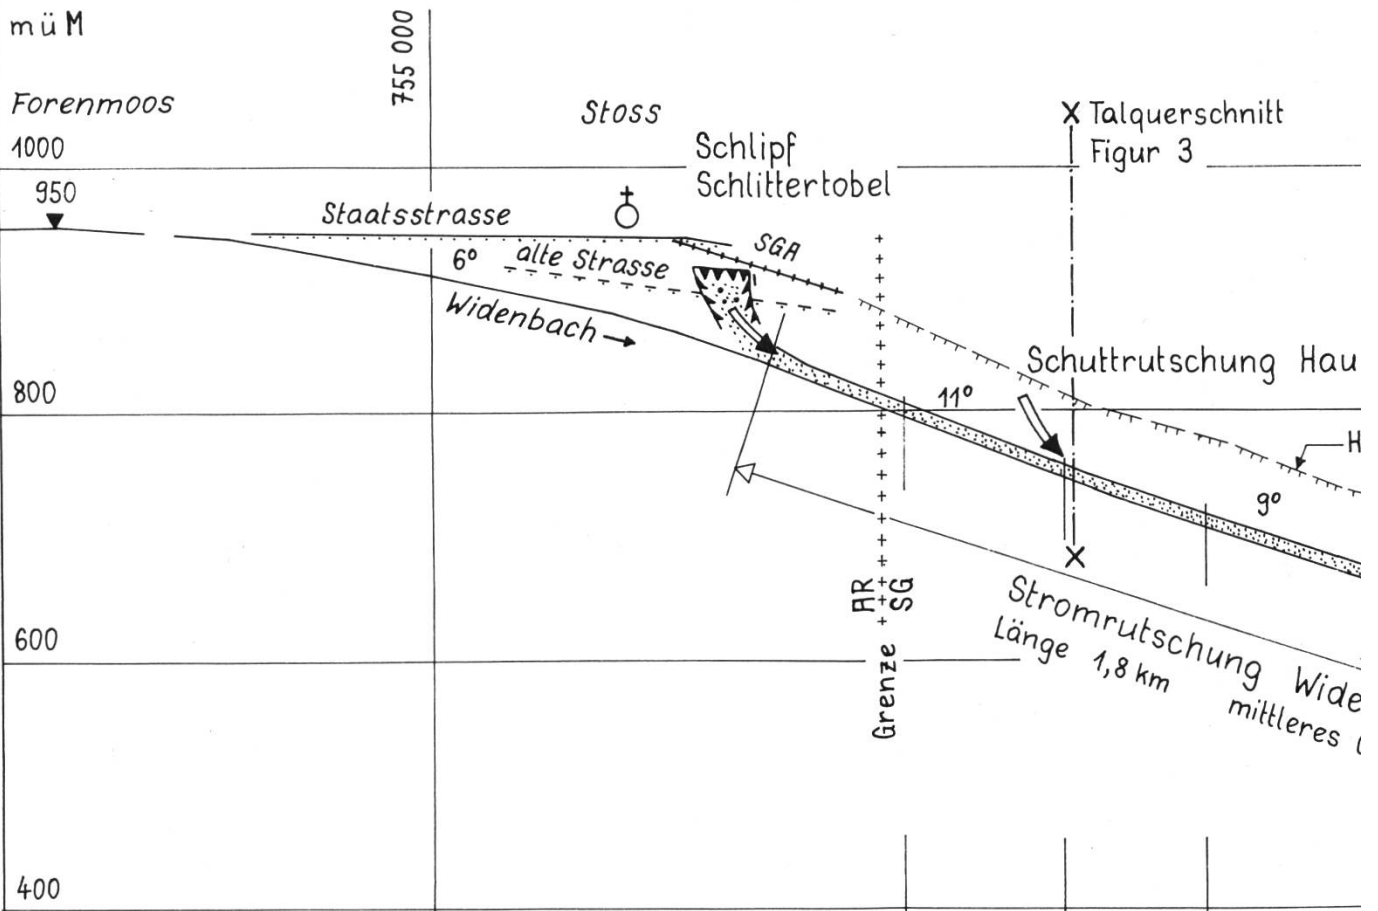 m ü M
755 000
Forenmoos
Stoss
Talquerschnitt
Figur 3
1000
Schlipf
Schlittertobel
950
Staatsstrasse
SGA
6°
alte Strasse
Widenbach
Schuttrutschung Hau
800
11°
H
9°
AR
SG
Grenze
Stromrutschung Wide
Länge 1,8 km
mittleres
600
400